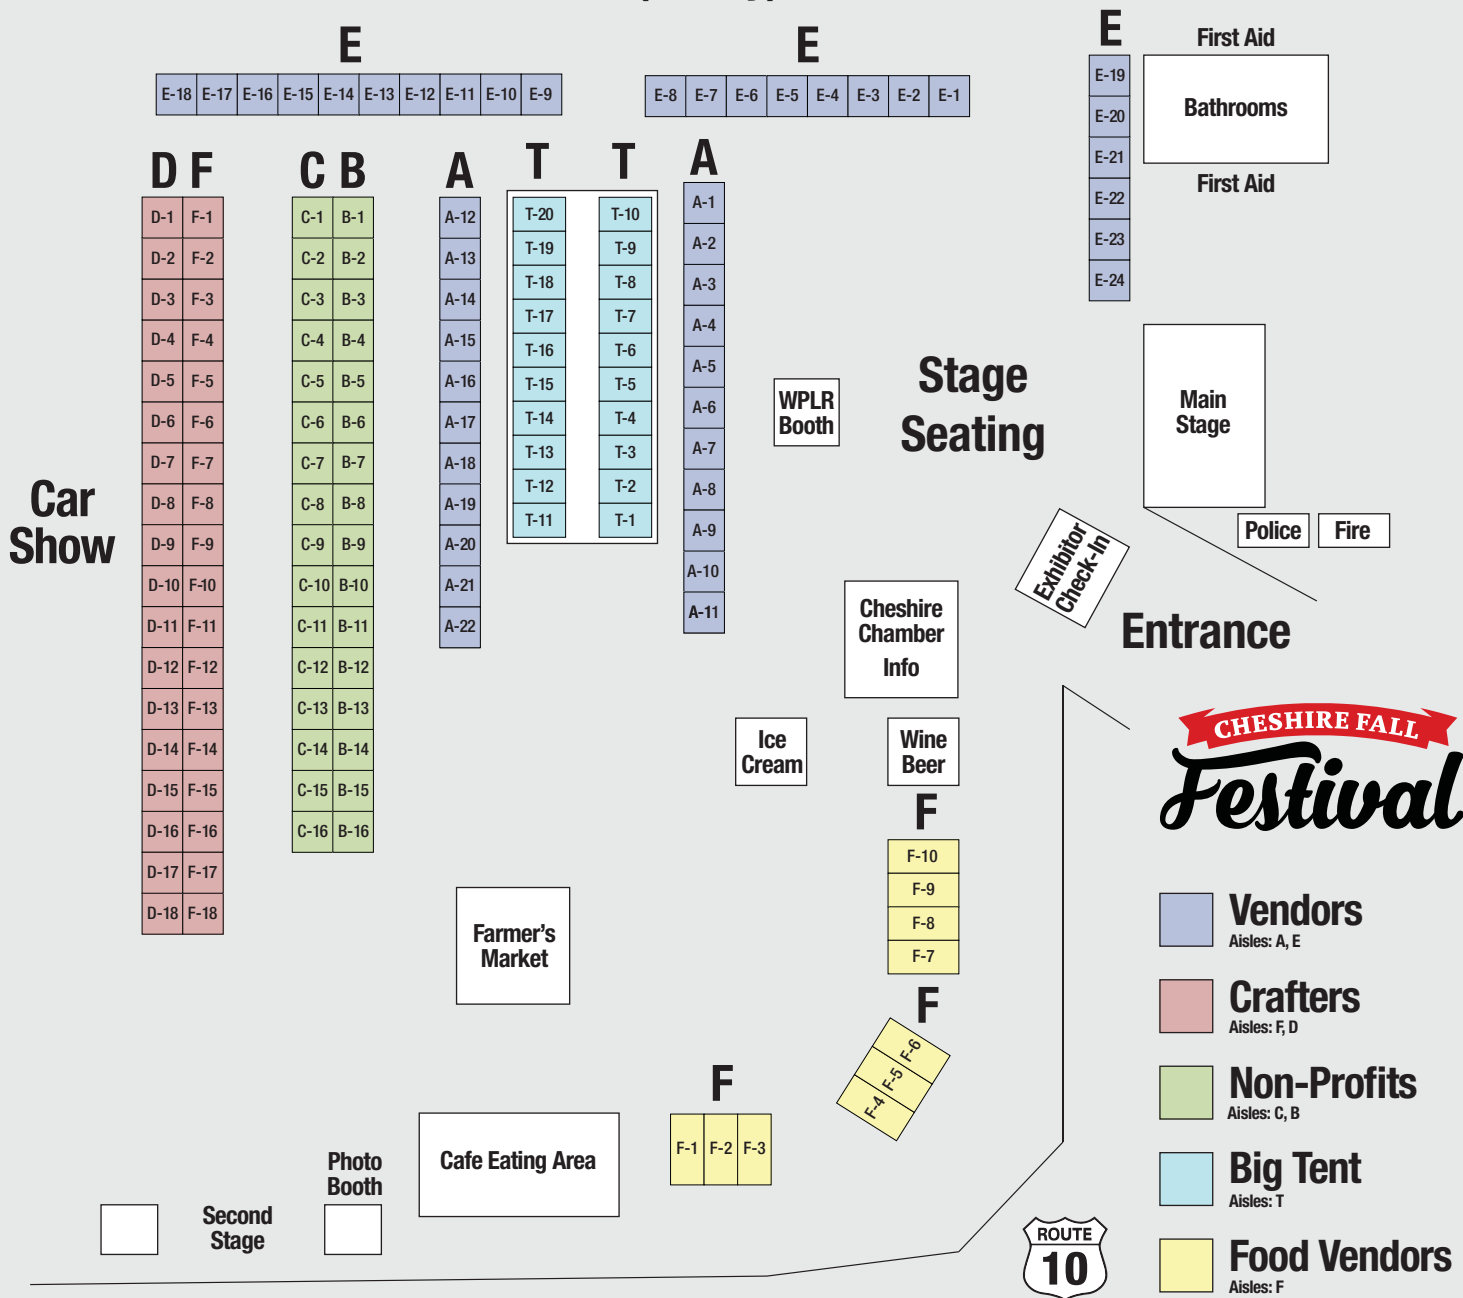 E
E
E
First Aid
E-18 E-17 E-16 E-15 E-14 E-13 E-12 E-11 E-10 E-9
E-8 E-7 E-6 E-5 E-4 E-3 E-2 E-1
E-19
E-20
E-21
E-22
E-23
E-24
Bathrooms
First Aid
D F
C B
A
T
T
A
D-1 F-1
D-2 F-2
D-3 F-3
D-4 F-4
D-5 F-5
D-6 F-6
D-7 F-7
D-8 F-8
D-9 F-9
D-10 F-10
D-11 F-11
D-12 F-12
D-13 F-13
D-14 F-14
D-15 F-15
D-16 F-16
D-17 F-17
D-18 F-18
C-1 B-1
C-2 B-2
C-3 B-3
C-4 B-4
C-5 B-5
C-6 B-6
C-7 B-7
C-8 B-8
C-9 B-9
C-10 B-10
C-11 B-11
C-12 B-12
C-13 B-13
C-14 B-14
C-15 B-15
C-16 B-16
A-12
A-13
A-14
A-15
A-16
A-17
A-18
A-19
A-20
A-21
A-22
T-20 T-10
T-19 T-9
T-18 T-8
T-17 T-7
T-16 T-6
T-15 T-5
T-14 T-4
T-13 T-3
T-12 T-2
T-11 T-1
A-1
A-2
A-3
A-4
A-5
A-6
A-7
A-8
A-9
A-10
A-11
WPLR
Booth
Stage
Seating
Main
Stage
Car
Show
Police
Fire
Exhibitor
Check-In
Cheshire
Chamber
Info
Entrance
Ice
Cream
Wine
Beer
F
F-10
F-9
F-8
F-7
F
F-6
F-5
F-4
Farmer's
Market
F
F-1 F-2 F-3
Cafe Eating Area
Photo
Booth
Second
Stage
ROUTE
10
CHESHIRE FALL
Festival
Vendors
Aisles: A, E
Crafters
Aisles: F, D
Non-Profits
Aisles: C, B
Big Tent
Aisles: T
Food Vendors
Aisles: F